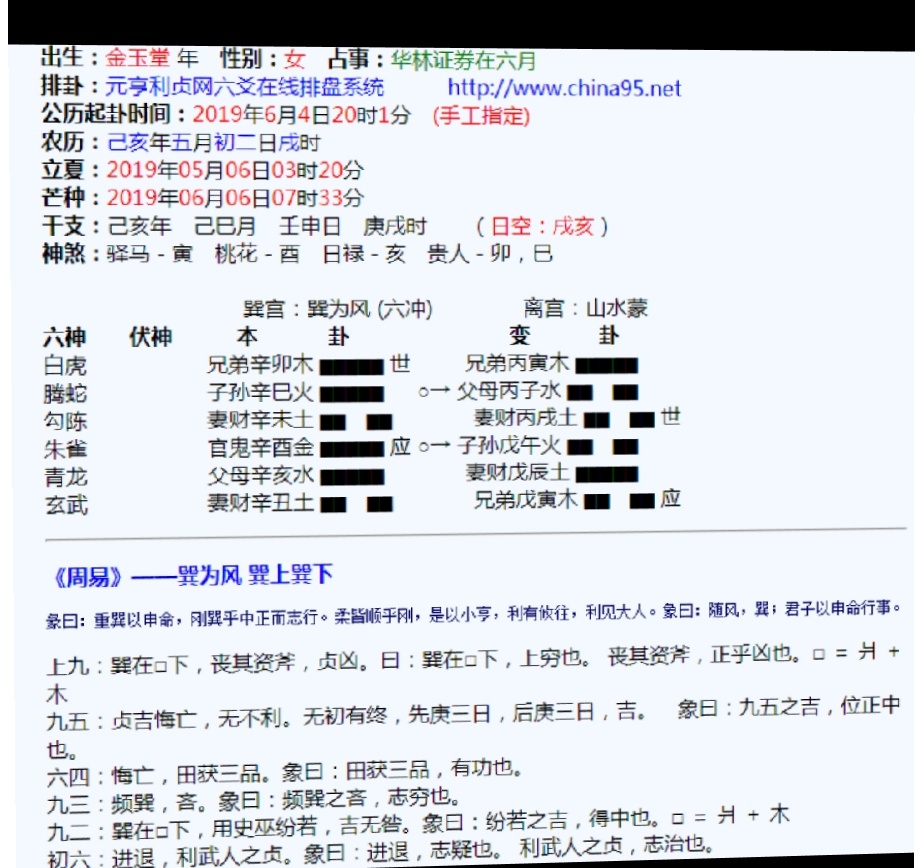 出生：金玉堂 年 性别：女 占事：华林证券在六月
排卦：元亨利贞网六爻在线排盘系统 http://www.china95.net
公历起卦时间：2019年6月4日20时1分 (手工指定)
农历：己亥年五月初二日戌时
立夏：2019年05月06日03时20分
芒种：2019年06月06日07时33分
干支：己亥年 己巳月 壬申日 庚戌时 （日空：戌亥）
神煞：驿马－寅 桃花－酉 日禄－亥 贵人－卯，巳
巽宫：巽为风 (六冲) 离宫：山水蒙
六神 伏神 本 卦 变 卦
白虎 兄弟辛卯木 世 兄弟丙寅木
腾蛇 子孙辛巳火 ○→ 父母丙子水
勾陈 妻财辛未土 妻财丙戌土 世
朱雀 官鬼辛酉金 应 ○→ 子孙戊午火
青龙 父母辛亥水 妻财戊辰土
玄武 妻财辛丑土 兄弟戊寅木 应
《周易》——巽为风 巽上巽下
彖曰：重巽以申命，刚巽乎中正而志行。柔皆顺乎刚，是以小亨，利有攸往，利见大人。象曰：随风，巽；君子以申命行事。
上九：巽在□下，丧其资斧，贞凶。曰：巽在□下，上穷也。 丧其资斧，正乎凶也。□ = 爿 +
木
九五：贞吉悔亡，无不利。无初有终，先庚三日，后庚三日，吉。 象曰：九五之吉，位正中
也。
六四：悔亡，田获三品。象曰：田获三品，有功也。
九三：频巽，吝。象曰：频巽之吝，志穷也。
九二：巽在□下，用史巫纷若，吉无咎。象曰：纷若之吉，得中也。□ = 爿 + 木
初六：进退，利武人之贞。象曰：进退，志疑也。 利武人之贞，志治也。